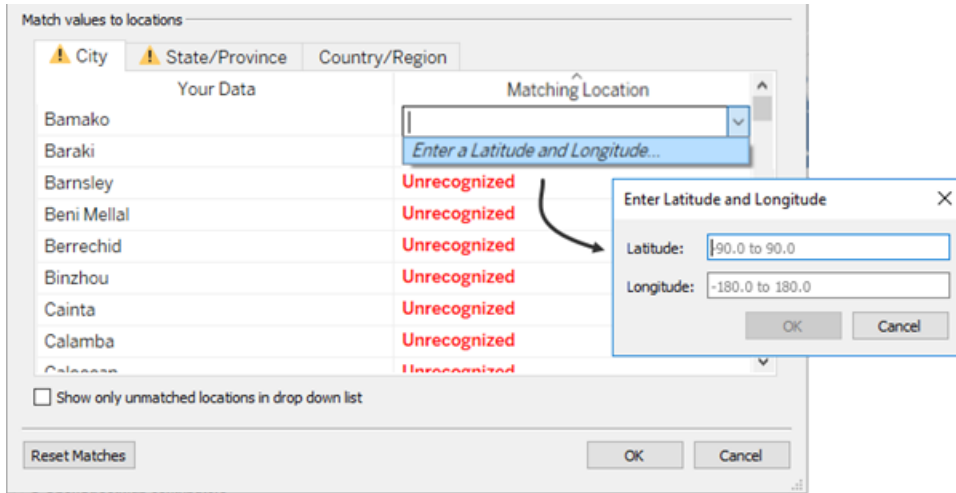 Match values to locations
City State/Province Country/Region
Your Data Matching Location
Bamako
Baraki Enter a Latitude and Longitude...
Barnsley Unrecognized
Beni Mellal Unrecognized
Berrechid Unrecognized
Binzhou Unrecognized
Cainta Unrecognized
Calamba Unrecognized
Unrecognized
Show only unmatched locations in drop down list
Reset Matches OK Cancel
Enter Latitude and Longitude
Latitude: -90.0 to 90.0
Longitude: -180.0 to 180.0
OK Cancel